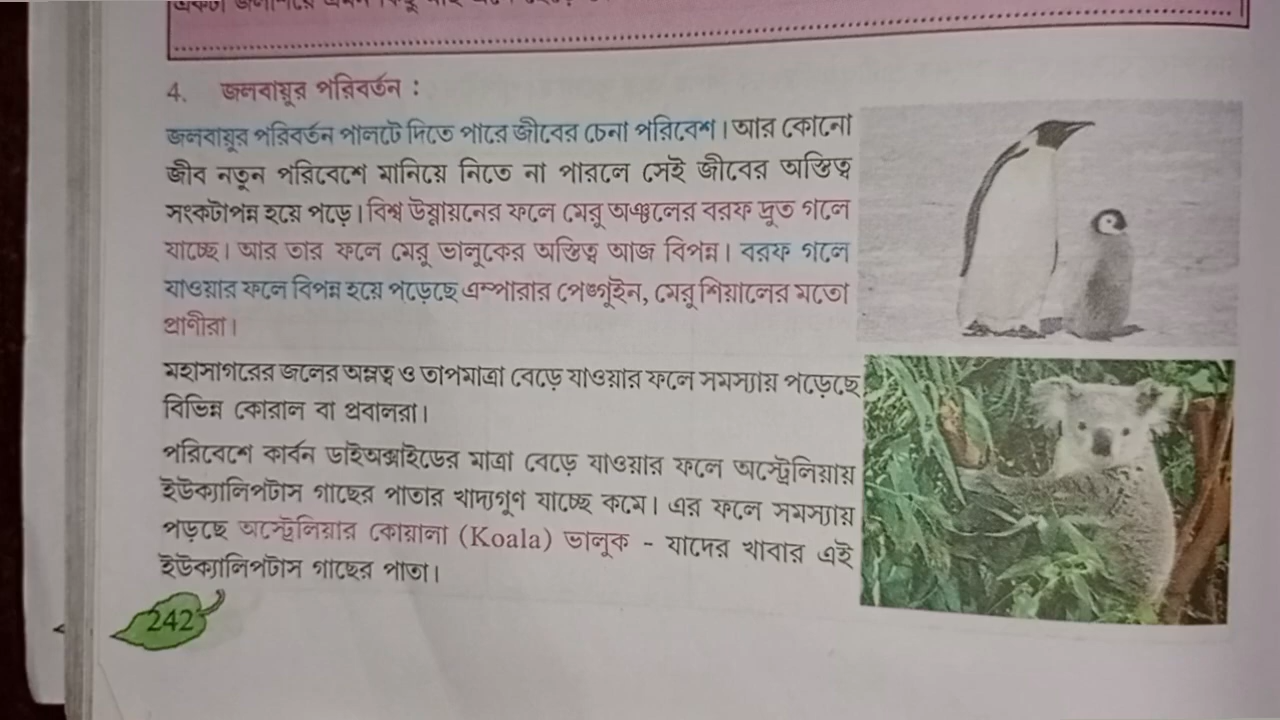 4. জলবায়ুর পরিবর্তন :
জলবায়ুর পরিবর্তন পালটে দিতে পারে জীবের চেনা পরিবেশ। আর কোনো
জীব নতুন পরিবেশে মানিয়ে নিতে না পারলে সেই জীবের অস্তিত্ব
সংকটাপন্ন হয়ে পড়ে। বিশ্ব উষ্ণায়নের ফলে মেরু অঞ্চলের বরফ দ্রুত গলে
যাচ্ছে। আর তার ফলে মেরু ভালুকের অস্তিত্ব আজ বিপন্ন। বরফ গলে
যাওয়ার ফলে বিপন্ন হয়ে পড়েছে এম্পারার পেঙ্গুইন, মেরু শিয়ালের মতো
প্রাণীরা।
মহাসাগরের জলের অম্লত্ব ও তাপমাত্রা বেড়ে যাওয়ার ফলে সমস্যায় পড়েছে
বিভিন্ন কোরাল বা প্রবালরা।
পরিবেশে কার্বন ডাইঅক্সাইডের মাত্রা বেড়ে যাওয়ার ফলে অস্ট্রেলিয়ায়
ইউক্যালিপটাস গাছের পাতার খাদ্যগুণ যাচ্ছে কমে। এর ফলে সমস্যায়
পড়ছে অস্ট্রেলিয়ার কোয়ালা (Koala) ভালুক - যাদের খাবার এই
ইউক্যালিপটাস গাছের পাতা।
242